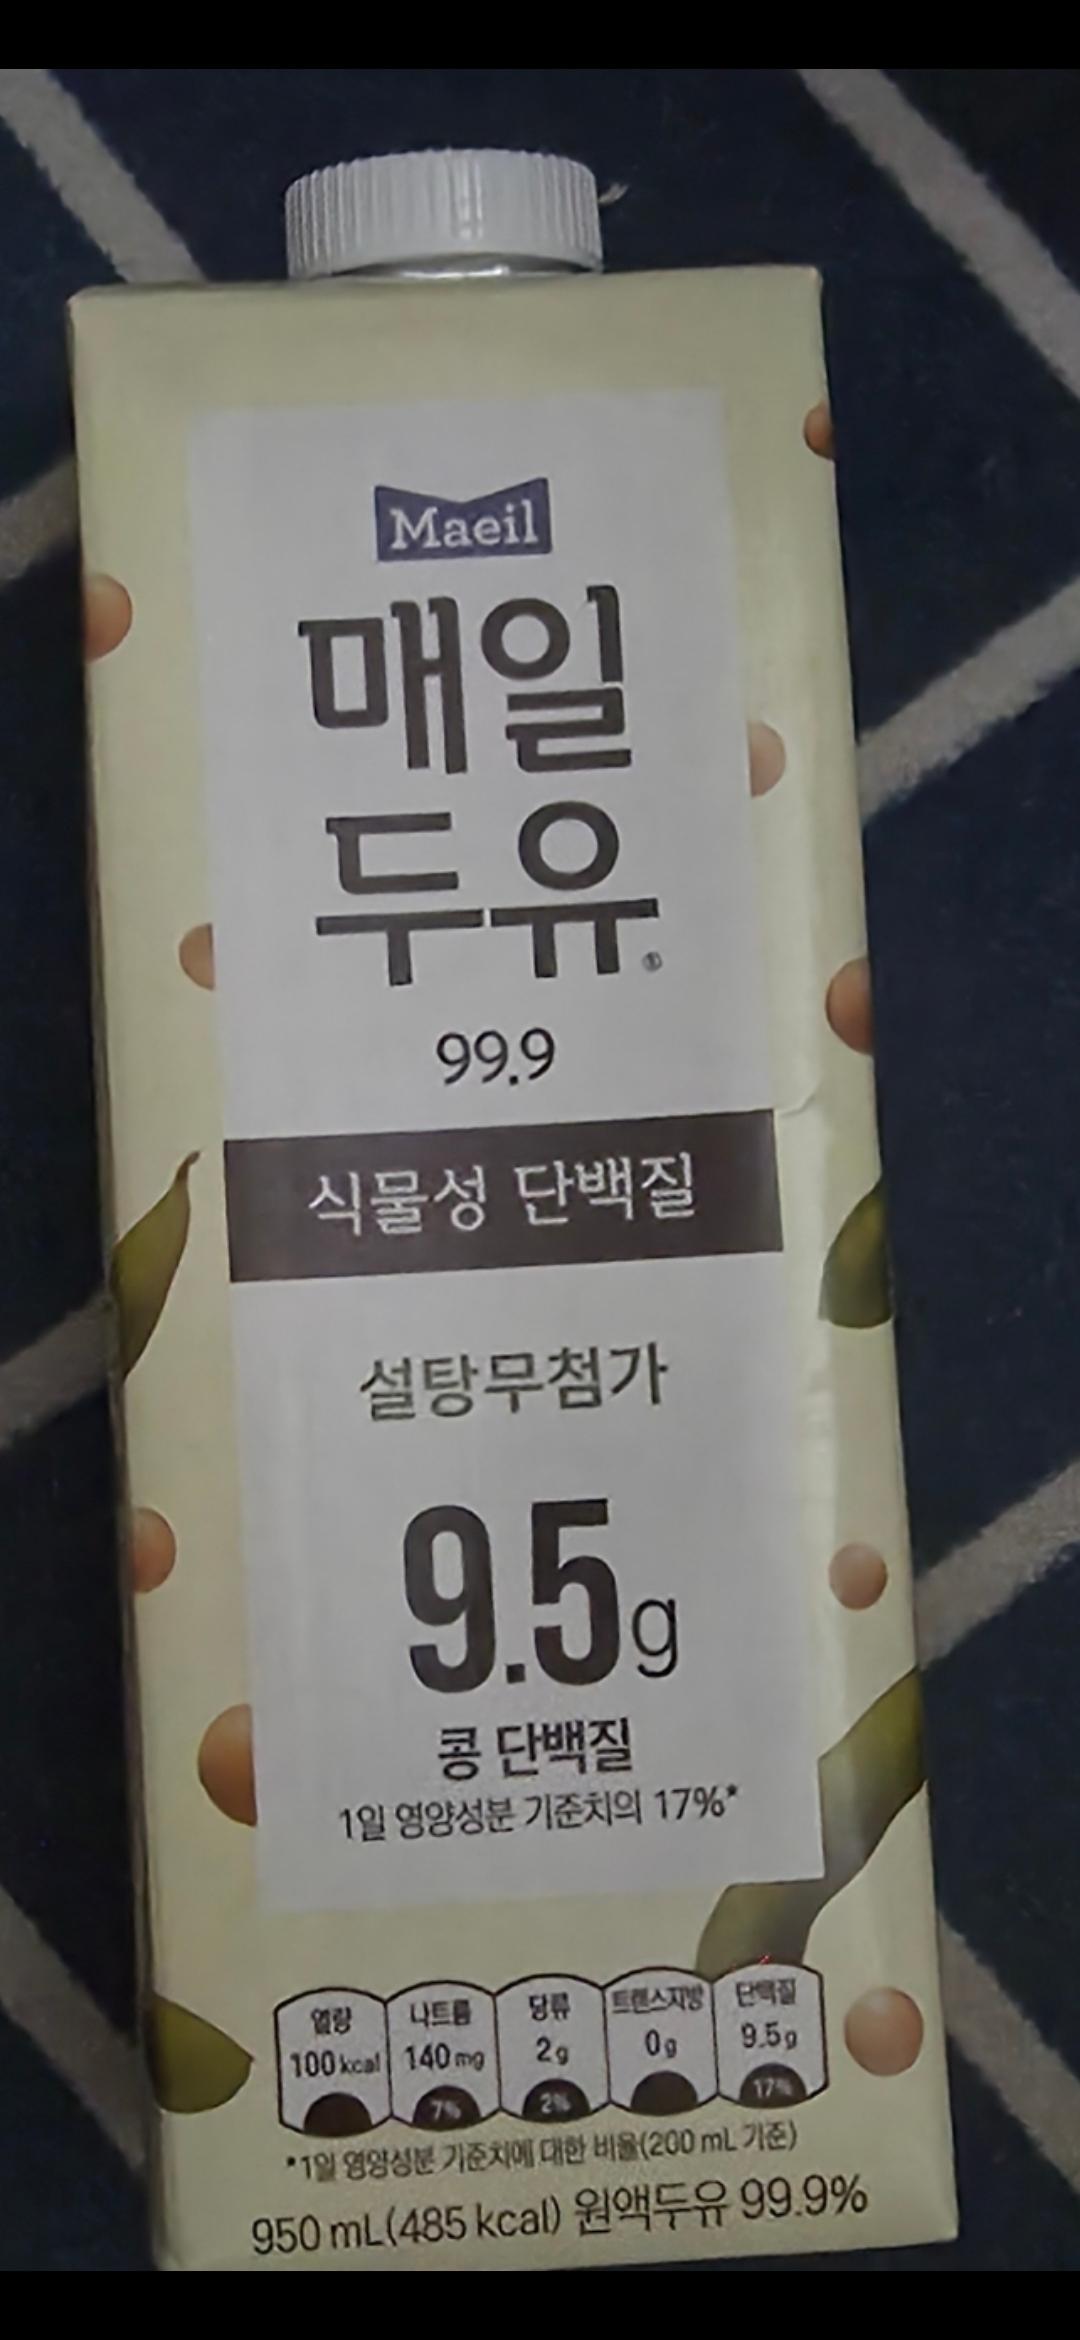 Maeil
매일
두유
99.9
식물성 단백질
설탕무첨가
9.5g
콩 단백질
1일 영양성분 기준치의 17%*
열량 나트륨 당류 트랜스지방 단백질
100 kcal 140 mg 2g 0g 9.5g
7% 2% 17%
*1일 영양성분 기준치에 대한 비율(200 mL 기준)
950 mL(485 kcal) 원액두유 99.9%